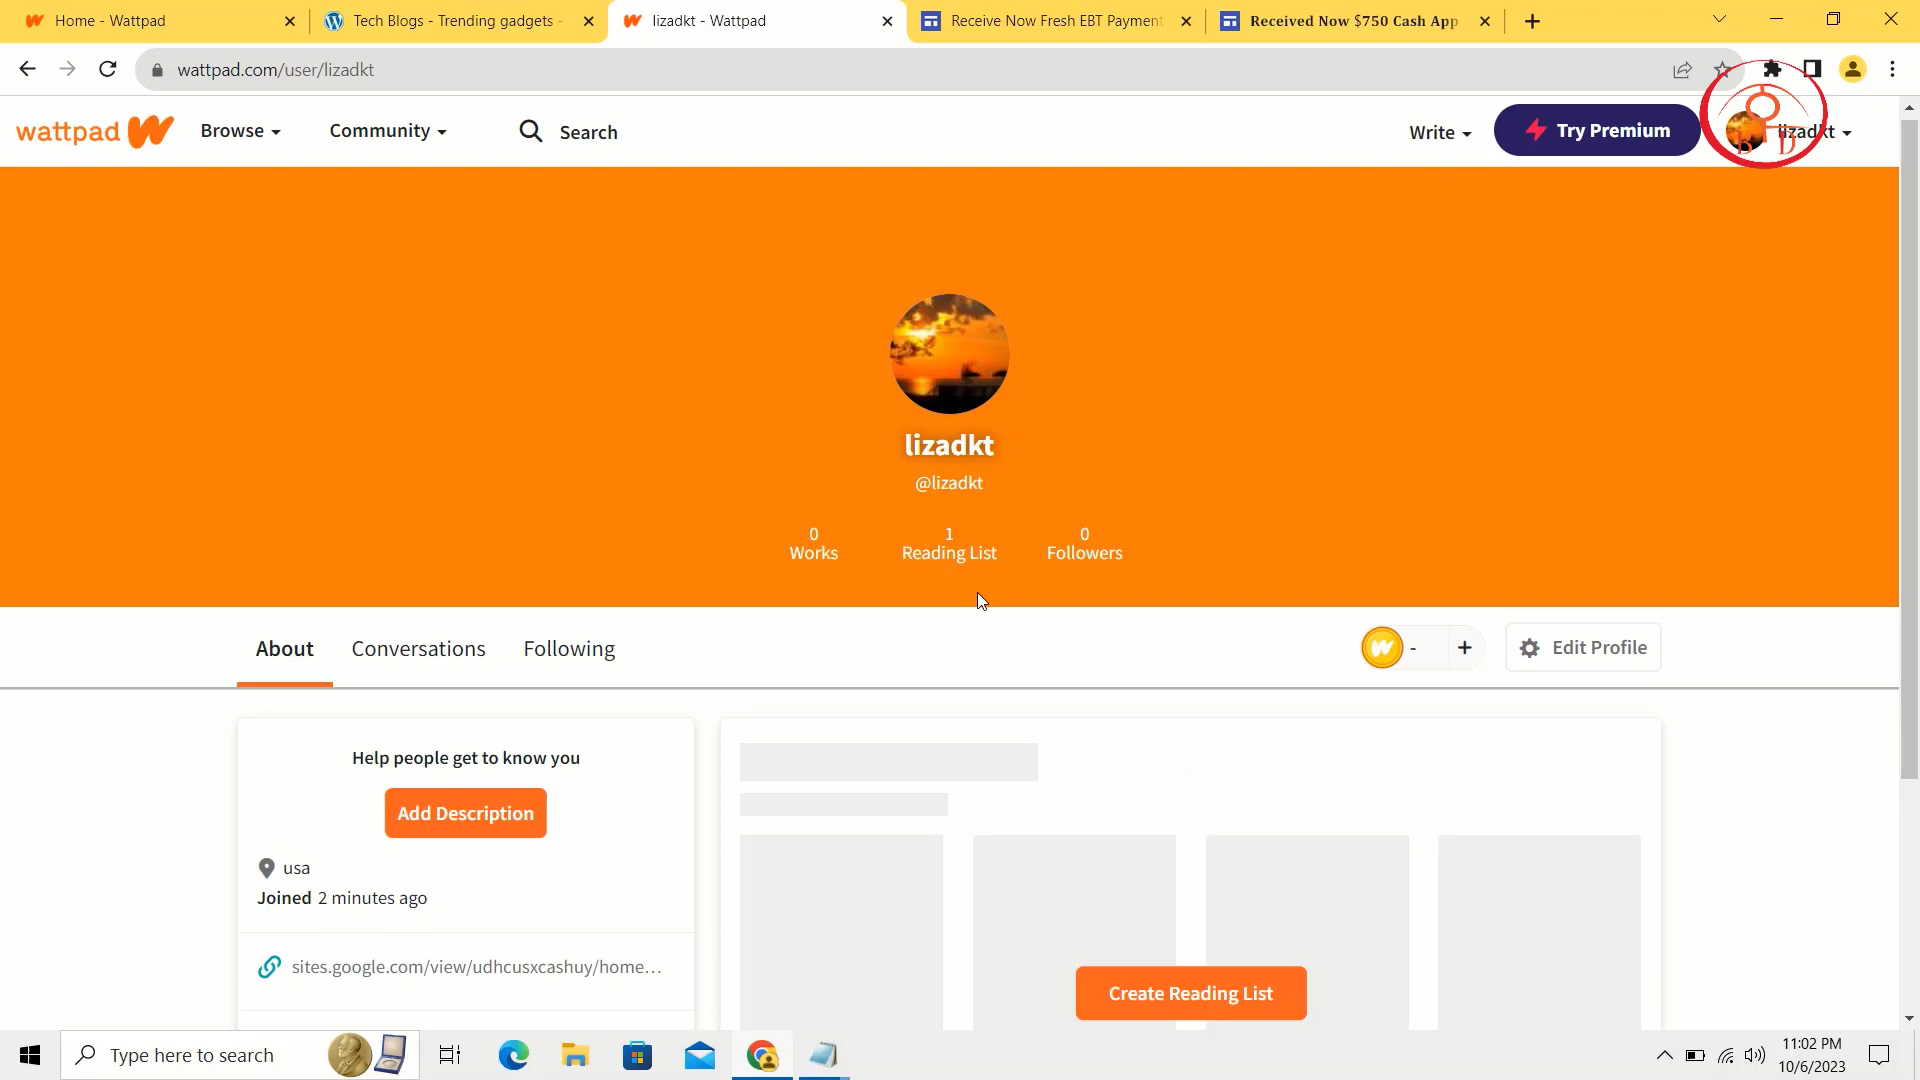 Home - Wattpad
Tech Blogs - Trending gadgets -
lizadkt - Wattpad
Receive Now Fresh EBT Payment
Received Now $750 Cash App
wattpad.com/user/lizadkt
wattpad
Browse
Community
Search
Write
Try Premium
lizadkt
B D
lizadkt
@lizadkt
0
Works
1
Reading List
0
Followers
About
Conversations
Following
-
+
Edit Profile
Help people get to know you
Add Description
usa
Joined 2 minutes ago
sites.google.com/view/udhcusxcashuy/home...
Create Reading List
Type here to search
11:02 PM
10/6/2023